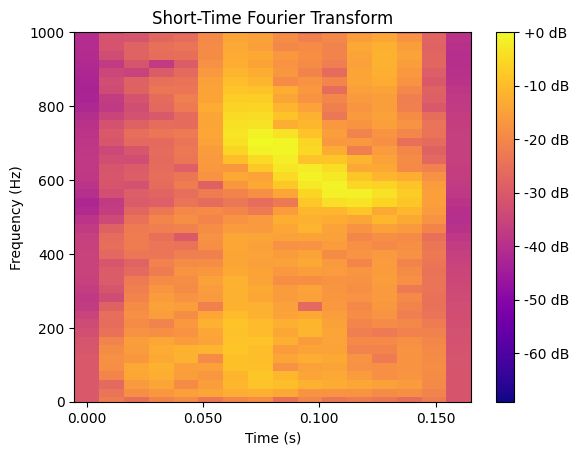 Short-Time Fourier Transform
Frequency (Hz)
1000
800
600
400
200
0
0.000
0.050
0.100
0.150
Time (s)
+0 dB
-10 dB
-20 dB
-30 dB
-40 dB
-50 dB
-60 dB